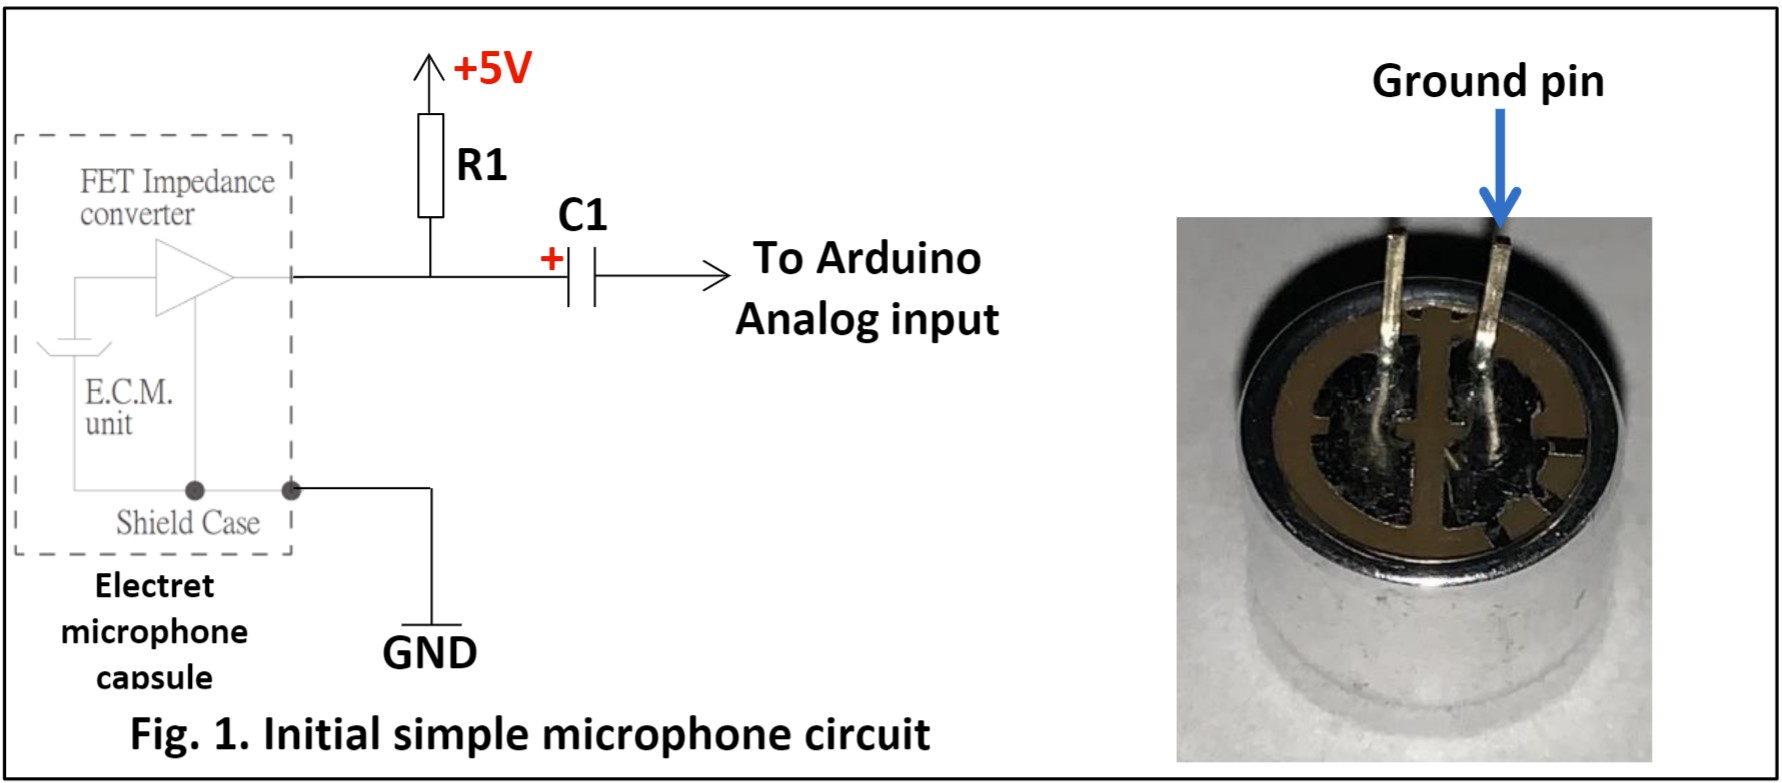 +5V
R1
C1
+
FET Impedance
converter
E.C.M.
unit
Shield Case
To Arduino
Analog input
Electret
microphone
capsule
GND
Ground pin
Fig. 1. Initial simple microphone circuit